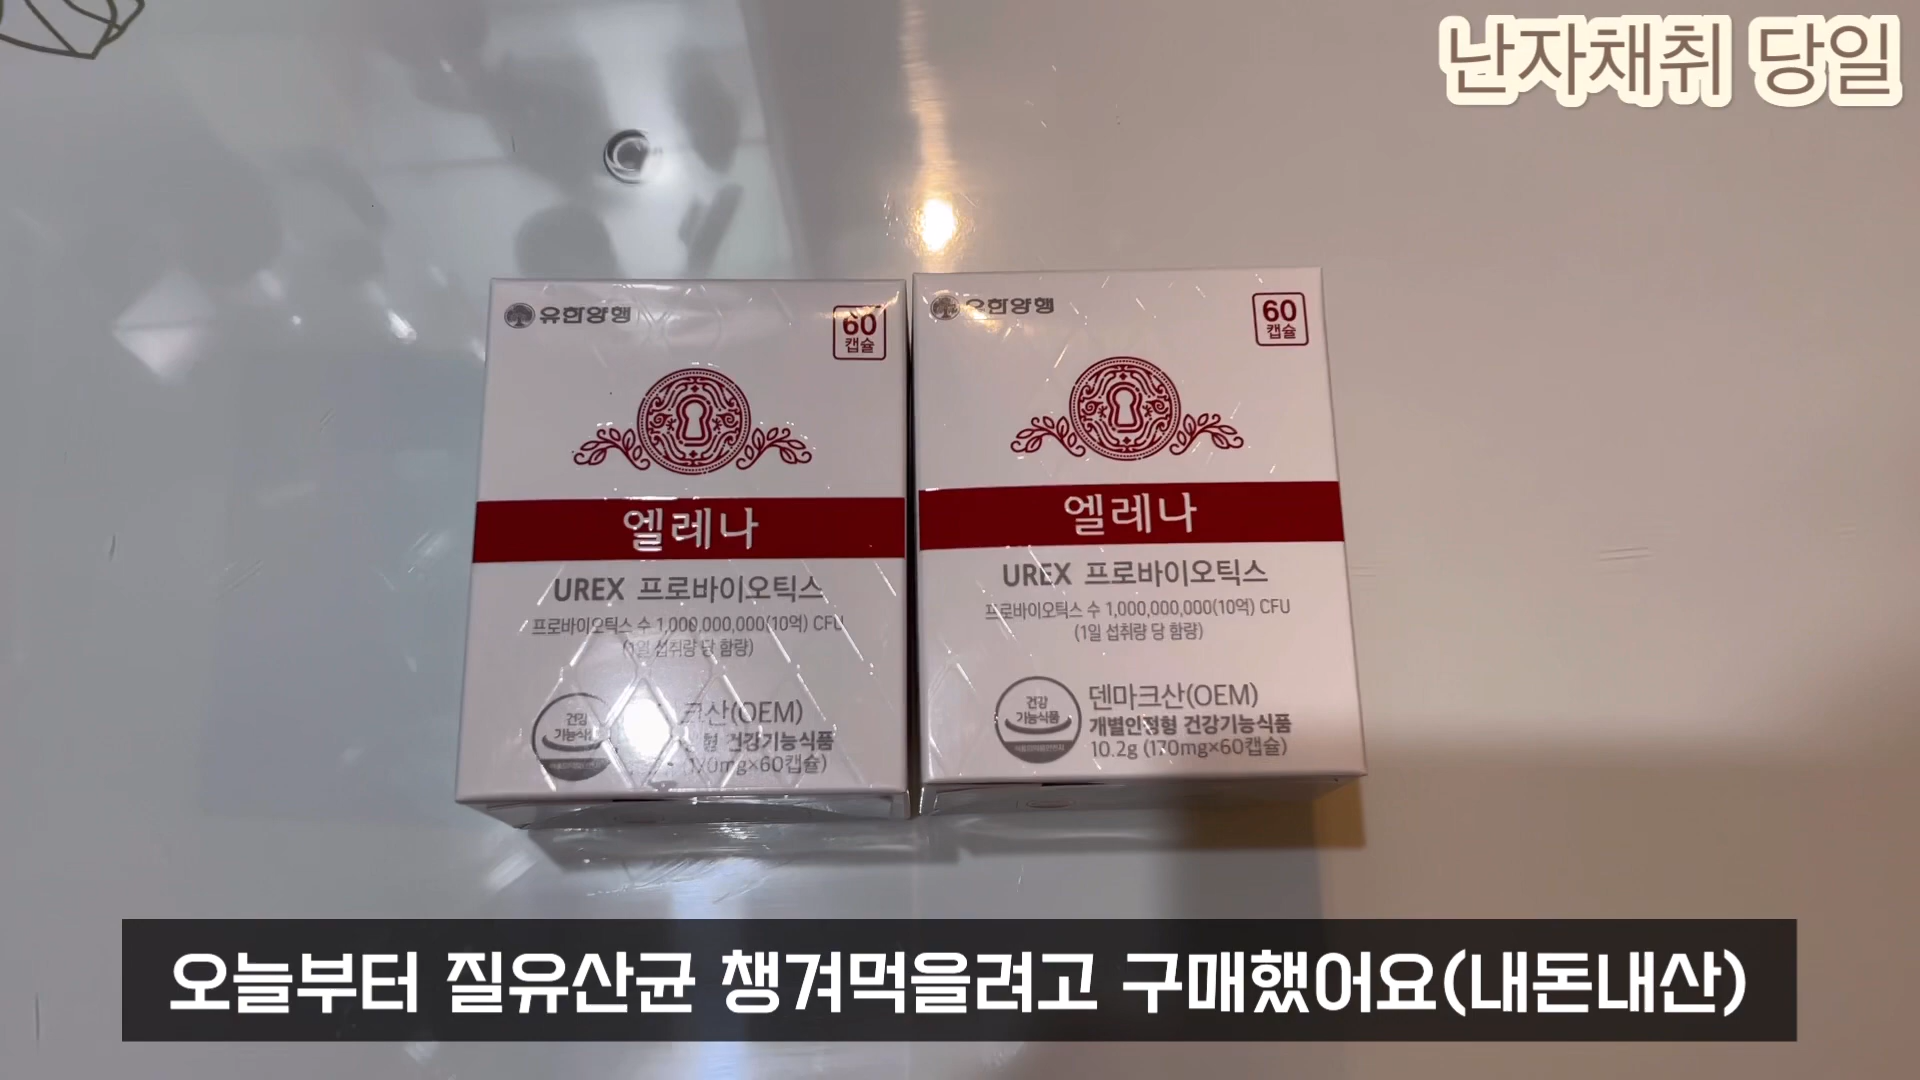 난자채취 당일
유한양행
60
캡슐
엘레나
UREX 프로바이오틱스
프로바이오틱스 수 1,000,000,000(10억) CFU
(1일 섭취량 당 함량)
건강
기능식품
크산(OEM)
형 건강기능식품
(170mg×60캡슐)
유한양행
60
캡슐
엘레나
UREX 프로바이오틱스
프로바이오틱스 수 1,000,000,000(10억) CFU
(1일 섭취량 당 함량)
건강
기능식품
덴마크산(OEM)
개별인정형 건강기능식품
10.2g (170mg×60캡슐)
오늘부터 질유산균 챙겨먹을려고 구매했어요(내돈내산)